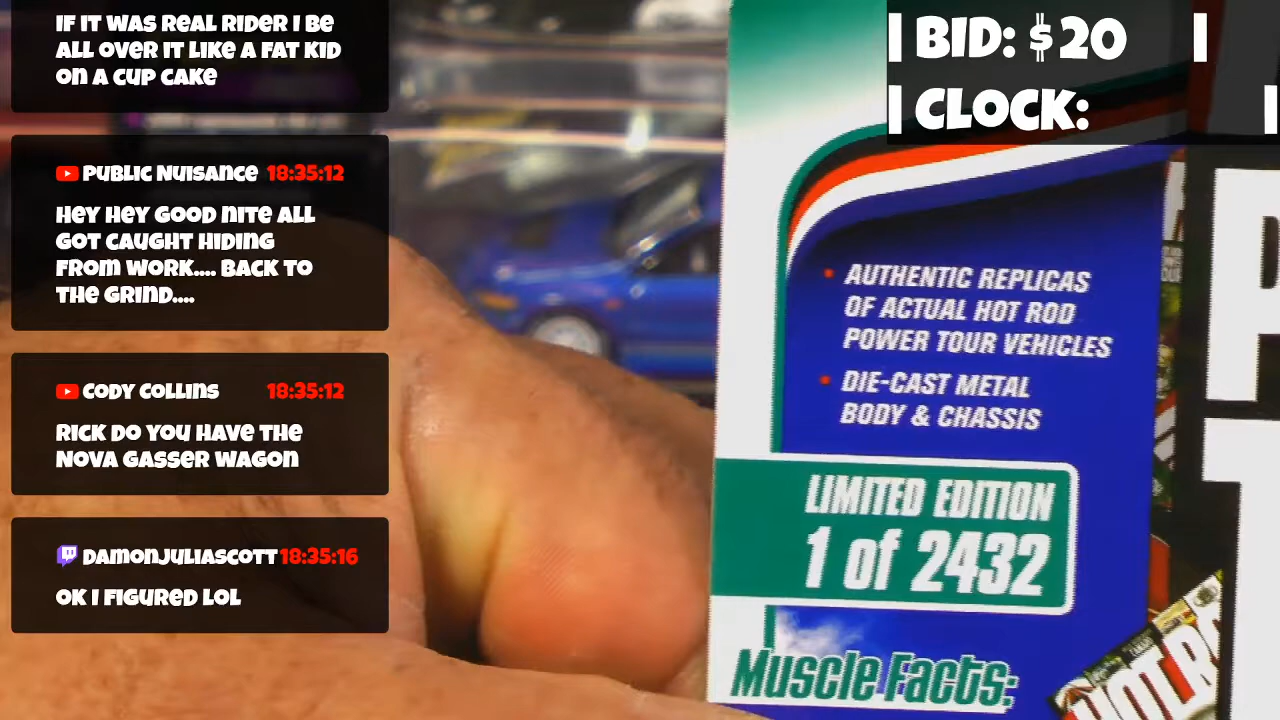 IF IT WAS REAL RIDER I BE
ALL OVER IT LIKE A FAT KID
ON A CUP CAKE
PUBLIC NUISANCE 18:35:12
HEY HEY GOOD NITE ALL
GOT CAUGHT HIDING
FROM WORK.... BACK TO
THE GRIND....
CODY COLLINS 18:35:12
RICK DO YOU HAVE THE
NOVA GASSER WAGON
DAMONJULIASCOTT 18:35:16
OK I FIGURED LOL
| BID: $20 |
| CLOCK: |
• AUTHENTIC REPLICAS
OF ACTUAL HOT ROD
POWER TOUR VEHICLES
• DIE-CAST METAL
BODY & CHASSIS
LIMITED EDITION
1 of 2432
Muscle Facts: